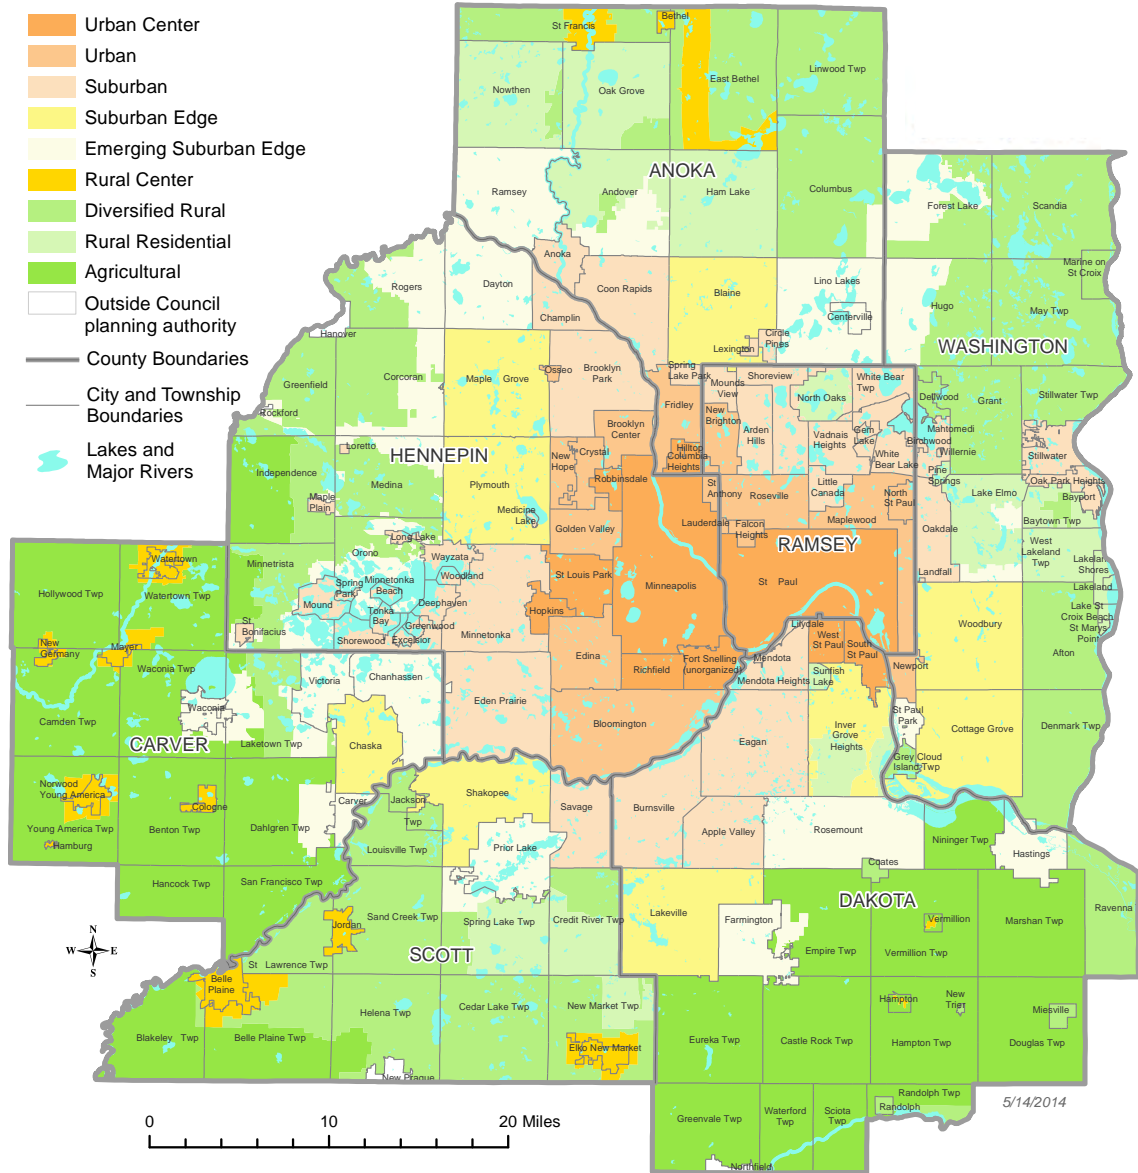 Urban Center
Urban
Suburban
Suburban Edge
Emerging Suburban Edge
Rural Center
Diversified Rural
Rural Residential
Agricultural
Outside Council
planning authority
County Boundaries
City and Township
Boundaries
Lakes and
Major Rivers
St Francis
Bethel
Nowthen
Oak Grove
East Bethel
Linwood Twp
ANOKA
Ramsey
Andover
Ham Lake
Columbus
Forest Lake
Scandia
Marine on
St Croix
Anoka
Rogers
Dayton
Coon Rapids
Blaine
Lino Lakes
Centerville
Hugo
May Twp
Champlin
Hanover
Circle
Pines
Lexington
WASHINGTON
Greenfield
Corcoran
Maple Grove
Osseo
Brooklyn
Park
Spring
Lake Park
Mounds
View
Shoreview
North Oaks
White Bear
Twp
Dellwood
Grant
Stillwater Twp
Rockford
Fridley
New
Brighton
Arden
Hills
Vadnais
Heights
Gem
Lake
White
Bear Lake
Mahtomedi
Birchwood
Willernie
Stillwater
Brooklyn
Center
Hilltop
Columbia
Heights
Loretto
HENNEPIN
New
Hope
Crystal
Robbinsdale
Independence
Medina
Plymouth
Medicine
Lake
Maple
Plain
St
Anthony
Roseville
Little
Canada
North
St Paul
Pine
Springs
Lake Elmo
Oak Park Heights
Bayport
Baytown Twp
Golden Valley
Lauderdale
Falcon
Heights
Maplewood
Oakdale
Long Lake
Orono
RAMSEY
West
Lakeland
Twp
Lakeland
Shores
Lakeland
Landfall
Watertown
Hollywood Twp
Watertown Twp
Minnetrista
Wayzata
Woodland
Spring
Park
Minnetonka
Beach
Mound
Tonka
Bay
Deephaven
Greenwood
Shorewood
Excelsior
St Louis Park
Minneapolis
St Paul
Hopkins
Minnetonka
St
Bonifacius
Lake St
Croix Beach
St Marys
Point
Woodbury
Afton
New
Germany
Mayer
Waconia Twp
Victoria
Chanhassen
Edina
Richfield
Fort Snelling
(unorganized)
Lilydale
Mendota
West
St Paul
South
St Paul
Mendota Heights
Sunfish
Lake
Newport
Eden Prairie
Bloomington
St Paul
Park
Camden Twp
Waconia
CARVER
Laketown Twp
Chaska
Eagan
Inver
Grove
Heights
Grey Cloud
Island Twp
Cottage Grove
Denmark Twp
Norwood
Young America
Cologne
Carver
Jackson
Twp
Shakopee
Savage
Burnsville
Apple Valley
Rosemount
Young America Twp
Benton Twp
Dahlgren Twp
Hamburg
Louisville Twp
Prior Lake
Coates
Nininger Twp
Hastings
Hancock Twp
San Francisco Twp
DAKOTA
Ravenna
Sand Creek Twp
Spring Lake Twp
Credit River Twp
Lakeville
Farmington
Vermillion
Marshan Twp
Jordan
SCOTT
Empire Twp
Vermillion Twp
N
W
E
S
St Lawrence Twp
Belle
Plaine
Helena Twp
Cedar Lake Twp
New Market Twp
Hampton
New
Trier
Miesville
Blakeley Twp
Belle Plaine Twp
Elko New Market
Eureka Twp
Castle Rock Twp
Hampton Twp
Douglas Twp
New Prague
Randolph Twp
Randolph
5/14/2014
Greenvale Twp
Waterford
Twp
Sciota
Twp
Northfield
0 10 20 Miles